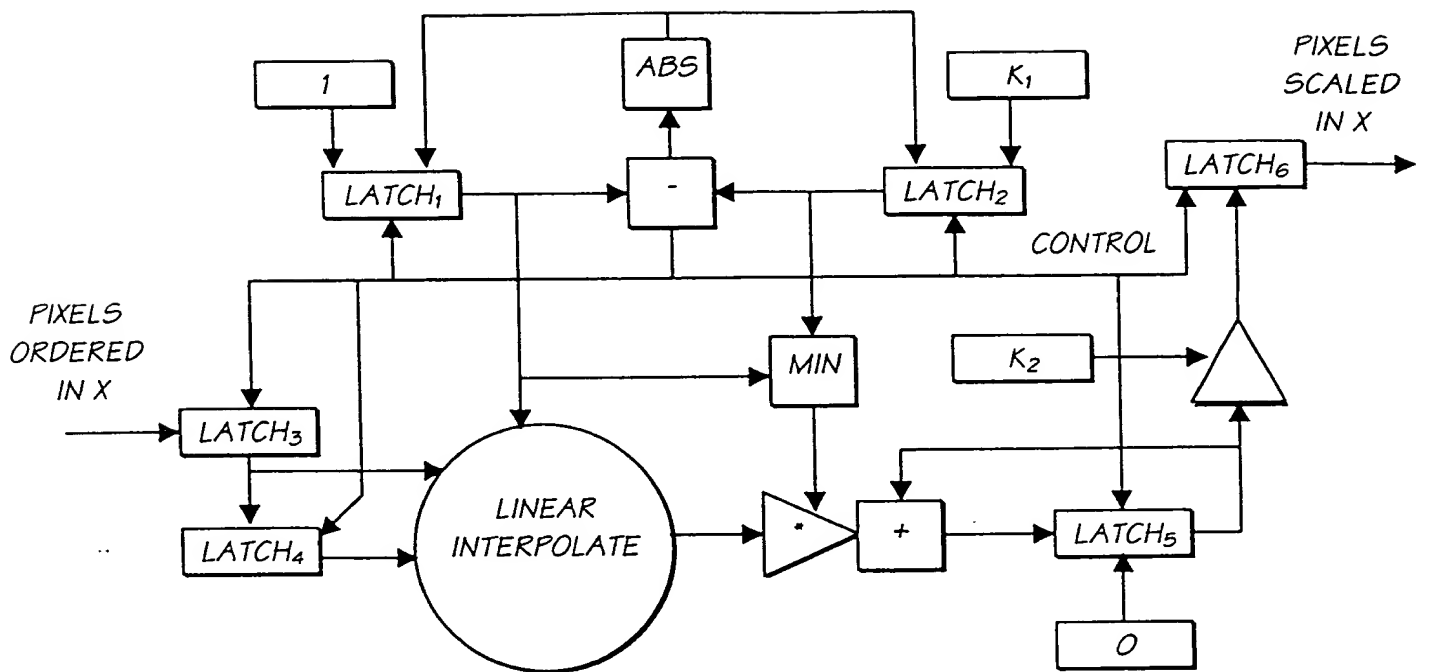 ABS
1
K₁
PIXELS
SCALED
IN X
LATCH₁
-
LATCH₂
LATCH₆
CONTROL
PIXELS
ORDERED
IN X
MIN
K₂
LATCH₃
LINEAR
INTERPOLATE
*
+
LATCH₅
LATCH₄
0